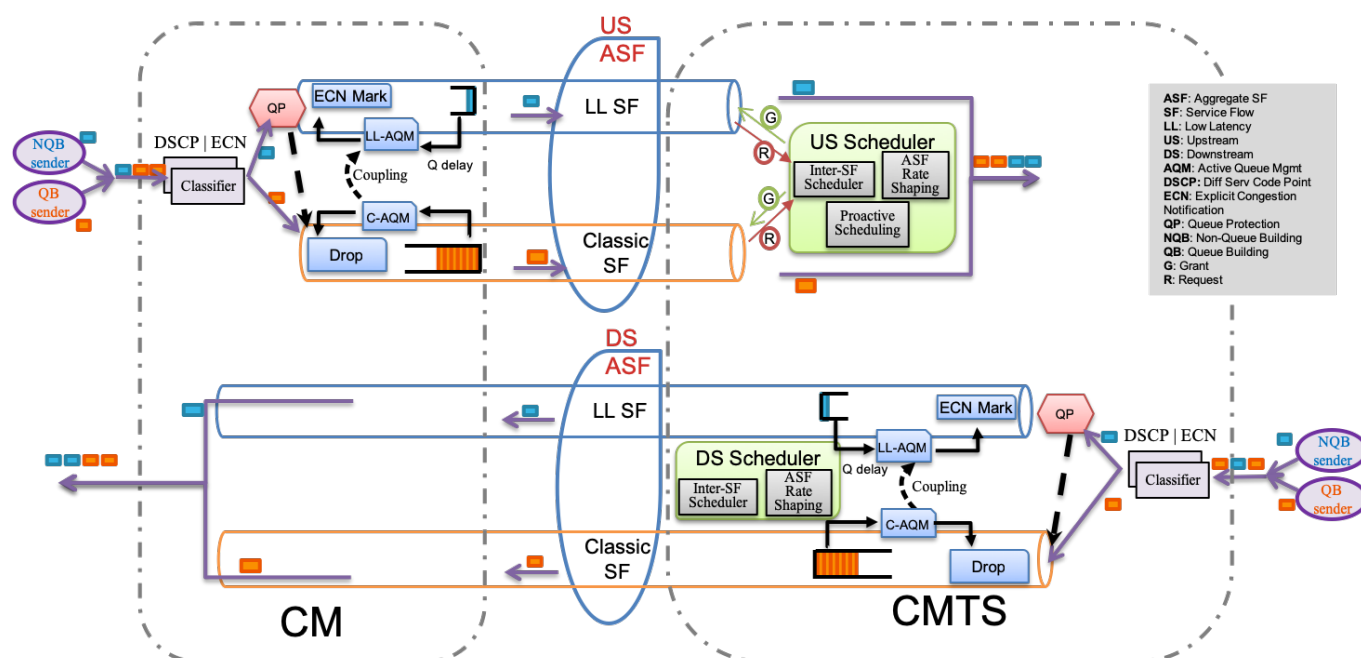 US
ASF
QP
ECN Mark
LL SF
G
ASF: Aggregate SF
SF: Service Flow
LL: Low Latency
US: Upstream
DS: Downstream
AQM: Active Queue Mgmt
DSCP: Diff Serv Code Point
ECN: Explicit Congestion
Notification
QP: Queue Protection
NQB: Non-Queue Building
QB: Queue Building
G: Grant
R: Request
NQB
sender
DSCP | ECN
LL-AQM
Q delay
R
US Scheduler
Inter-SF
Scheduler
ASF
Rate
Shaping
Classifier
Coupling
QB
sender
G
Proactive
Scheduling
C-AQM
R
Drop
Classic
SF
DS
ASF
LL SF
ECN Mark
QP
DSCP | ECN
NQB
sender
LL-AQM
Q delay
DS Scheduler
Inter-SF
Scheduler
ASF
Rate
Shaping
Coupling
Classifier
QB
sender
C-AQM
Classic
SF
Drop
CM
CMTS